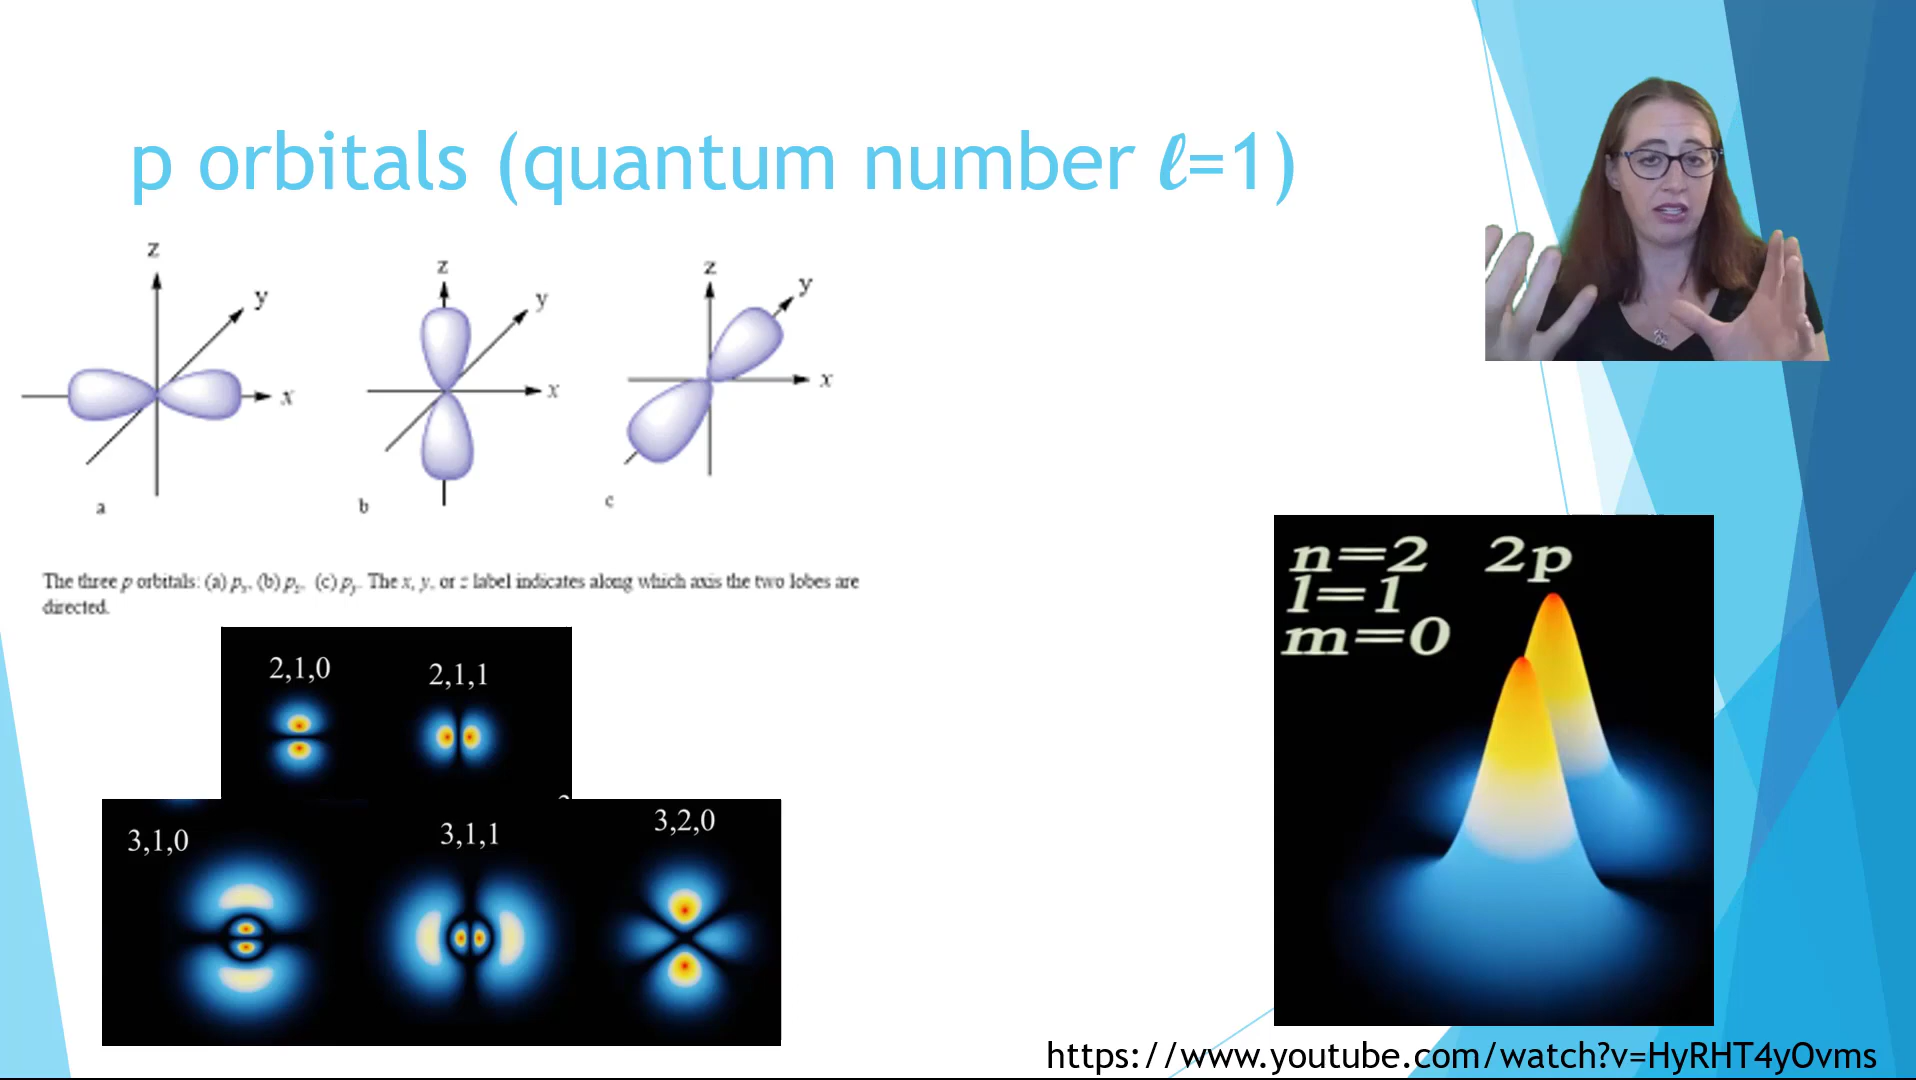 p orbitals (quantum number ℓ=1)
z
y
x
a
z
y
x
b
z
y
x
c
The three p orbitals: (a) pₓ, (b) p_z, (c) p_y. The x, y, or z label indicates along which axis the two lobes are
directed.
2,1,0
2,1,1
3,1,0
3,1,1
3,2,0
n=2 2p
l=1
m=0
https://www.youtube.com/watch?v=HyRHT4yOvms